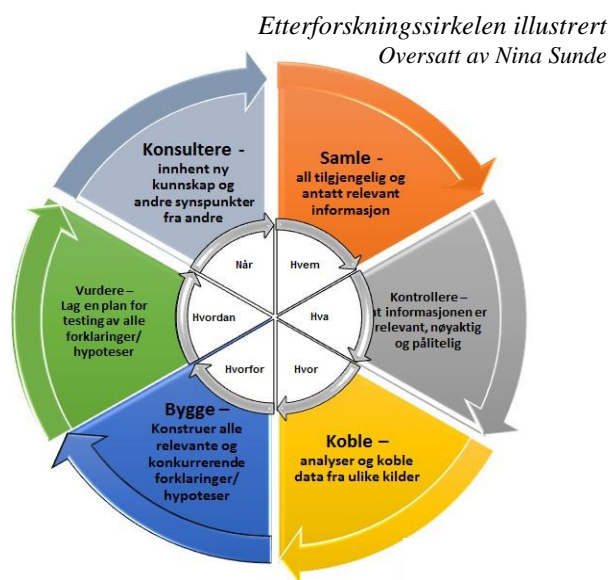 Etterforskningssirkelen illustrert
Oversatt av Nina Sunde
Samle -
all tilgjengelig og
antatt relevant
informasjon
Kontrollere –
t informasjonen er
relevant, nøyaktig
og pålitelig
Koble –
analyser og koble
data fra ulike kilder
Bygge –
Konstruer alle
relevante og
konkurrerende
forklaringer/
hypoteser
Vurdere –
Lag en plan for
testing av alle
forklaringer/
hypoteser
Konsultere -
innhent ny
kunnskap og
andre synspunkter
fra andre
Hvem
Hva
Hvor
Hvorfor
Hvordan
Når